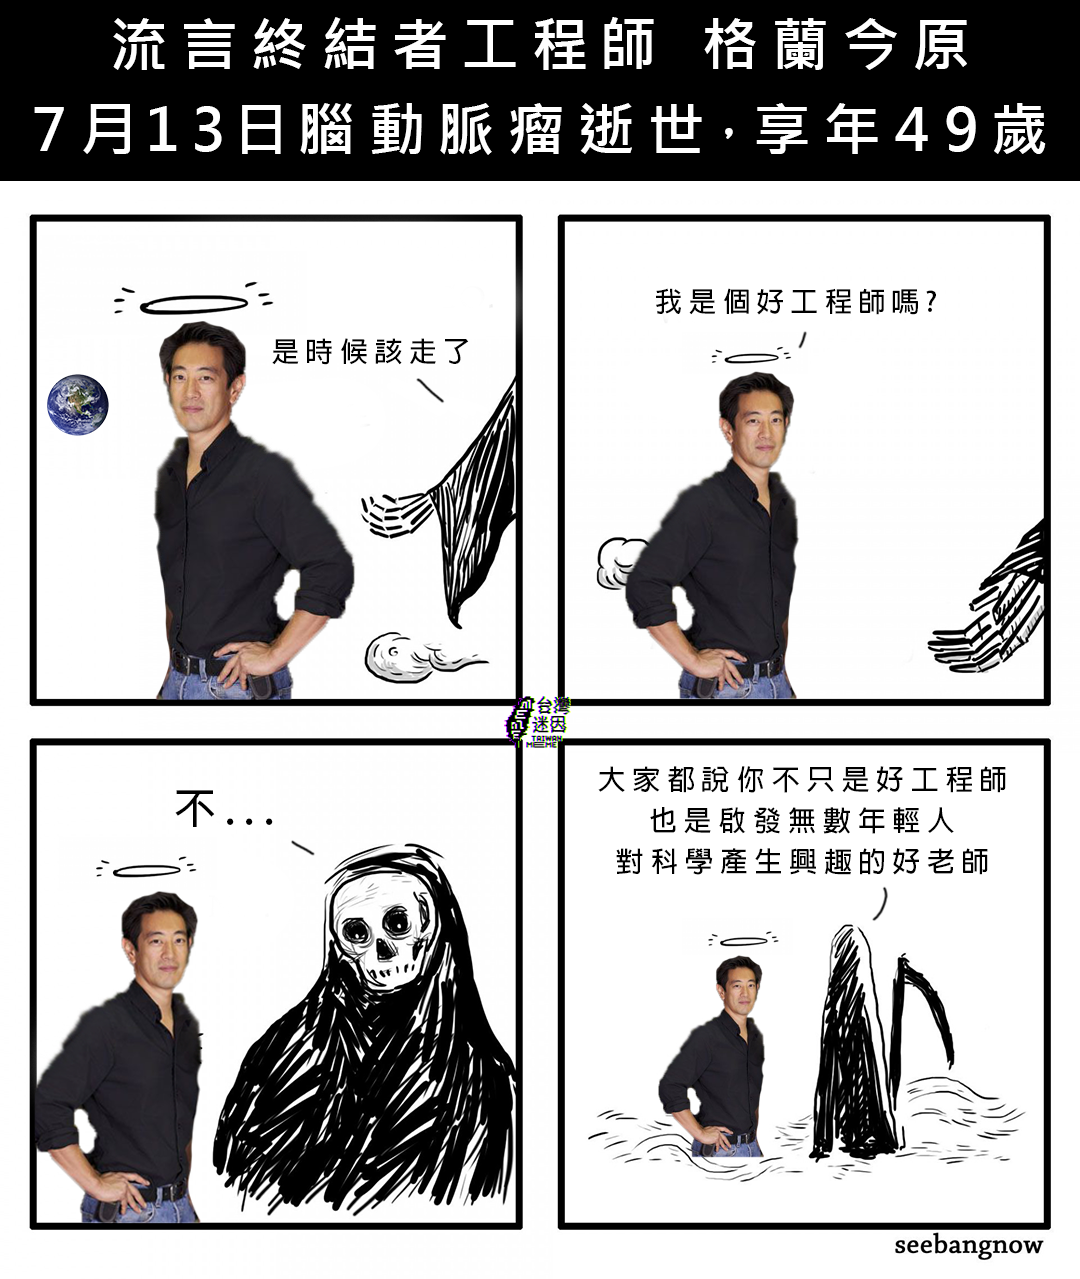 流言終結者工程師 格蘭今原
7月13日腦動脈瘤逝世,享年49歲
是時候該走了
我是個好工程師嗎?
台灣
迷因
TAIWAN
MEME
不...
大家都說你不只是好工程師
也是啟發無數年輕人
對科學產生興趣的好老師
seebangnow